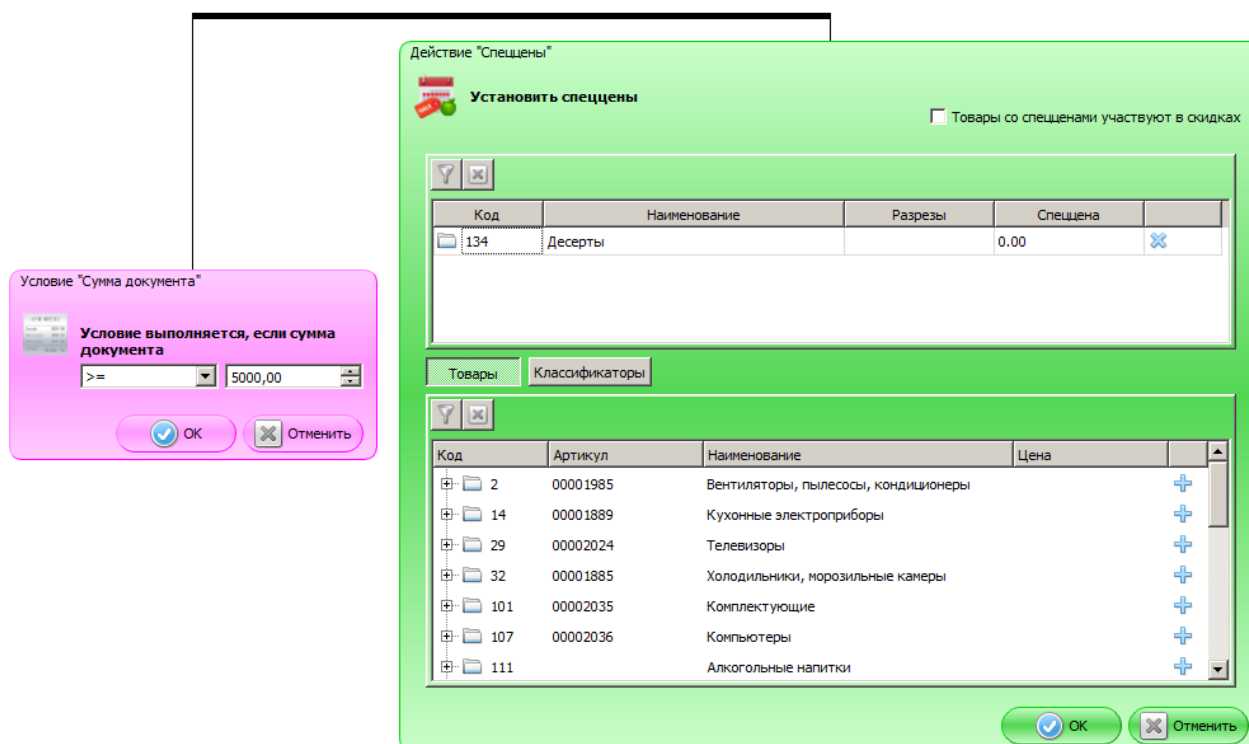 Действие "Спеццены"
Установить спеццены
Товары со спецценами участвуют в скидках
Код Наименование Разрезы Спеццена
134 Десерты 0.00
Условие "Сумма документа"
Условие выполняется, если сумма
документа
>= 5000,00
ОК Отменить
Товары Классификаторы
Код Артикул Наименование Цена
2 00001985 Вентиляторы, пылесосы, кондиционеры
14 00001889 Кухонные электроприборы
29 00002024 Телевизоры
32 00001885 Холодильники, морозильные камеры
101 00002035 Комплектующие
107 00002036 Компьютеры
111 Алкогольные напитки
ОК Отменить